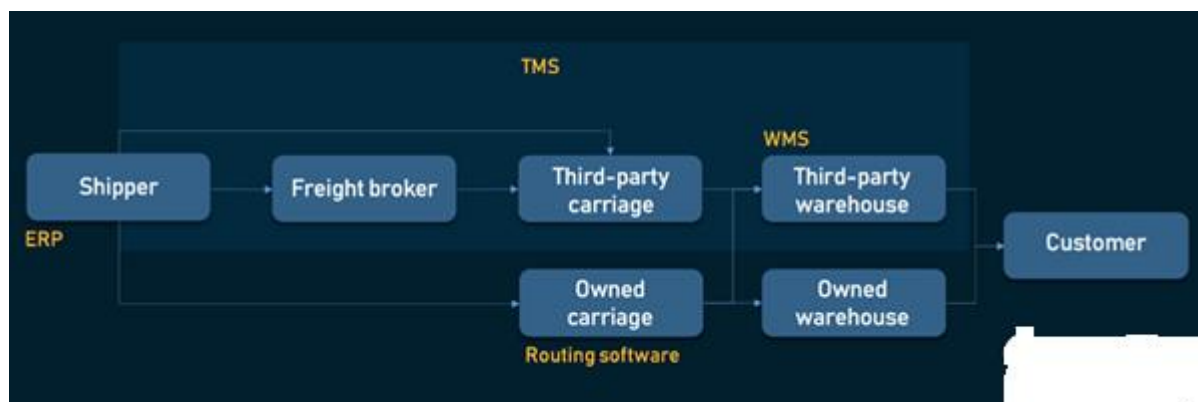 TMS
WMS
Shipper
Freight broker
Third-party
carriage
Third-party
warehouse
ERP
Customer
Owned
carriage
Owned
warehouse
Routing software